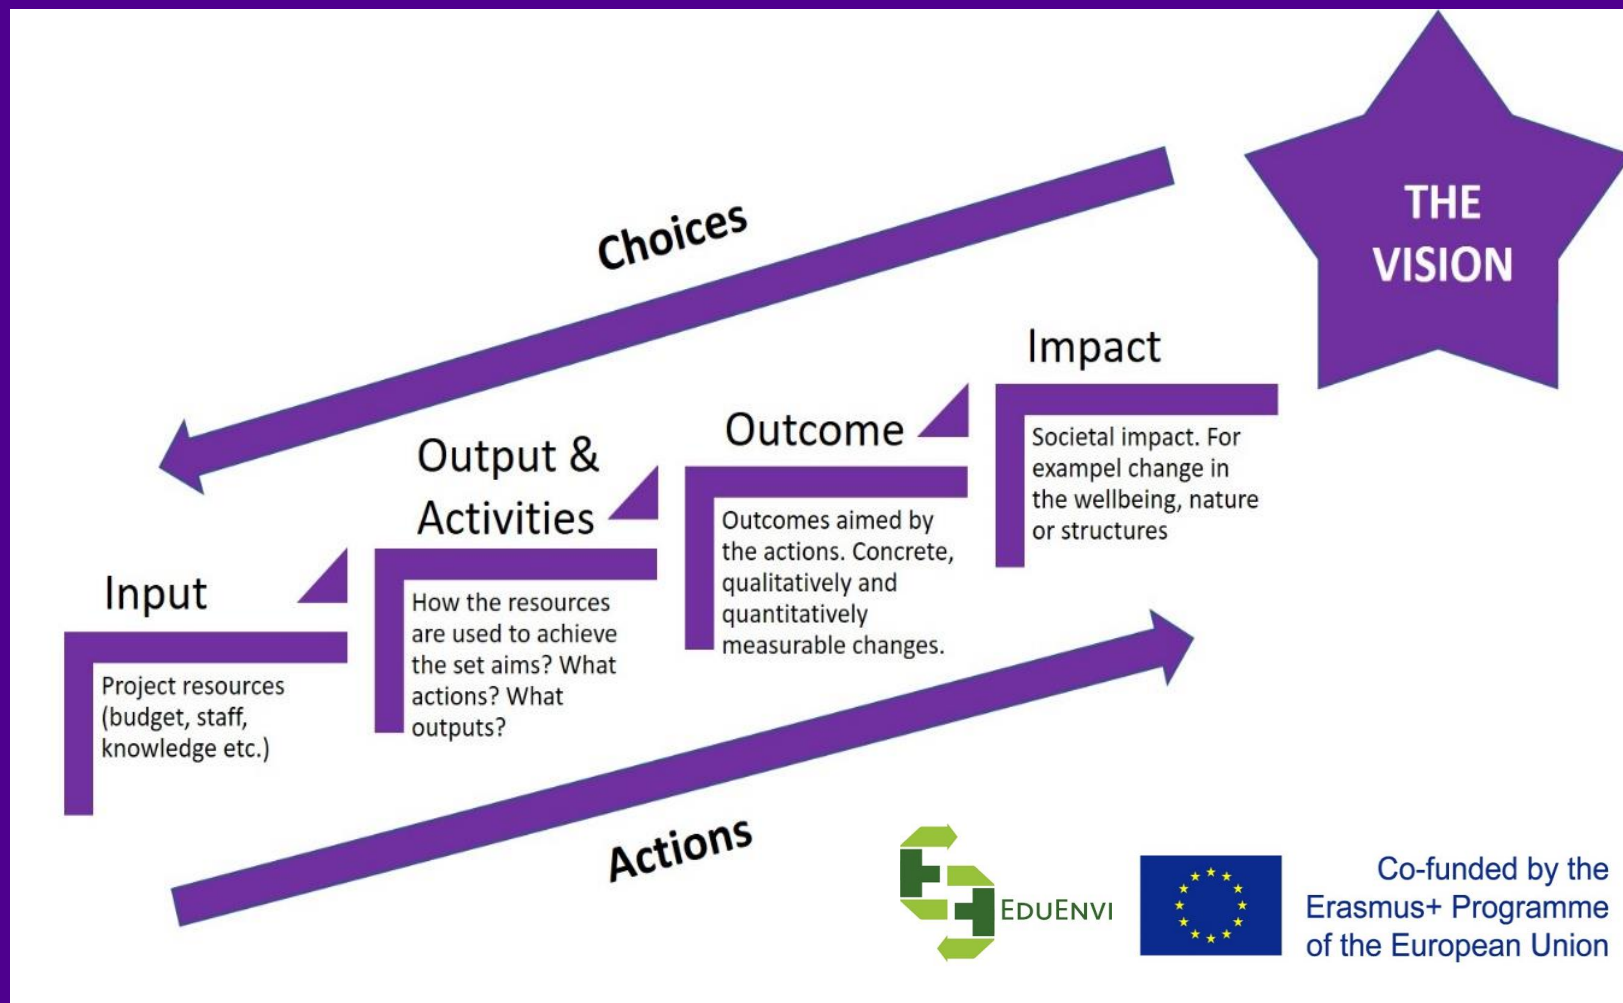 THE
VISION
Choices
Impact
Societal impact. For
exampel change in
the wellbeing, nature
or structures
Outcome
Outcomes aimed by
the actions. Concrete,
qualitatively and
quantitatively
measurable changes.
Output &
Activities
How the resources
are used to achieve
the set aims? What
actions? What
outputs?
Input
Project resources
(budget, staff,
knowledge etc.)
Actions
EDUENVI
Co-funded by the
Erasmus+ Programme
of the European Union